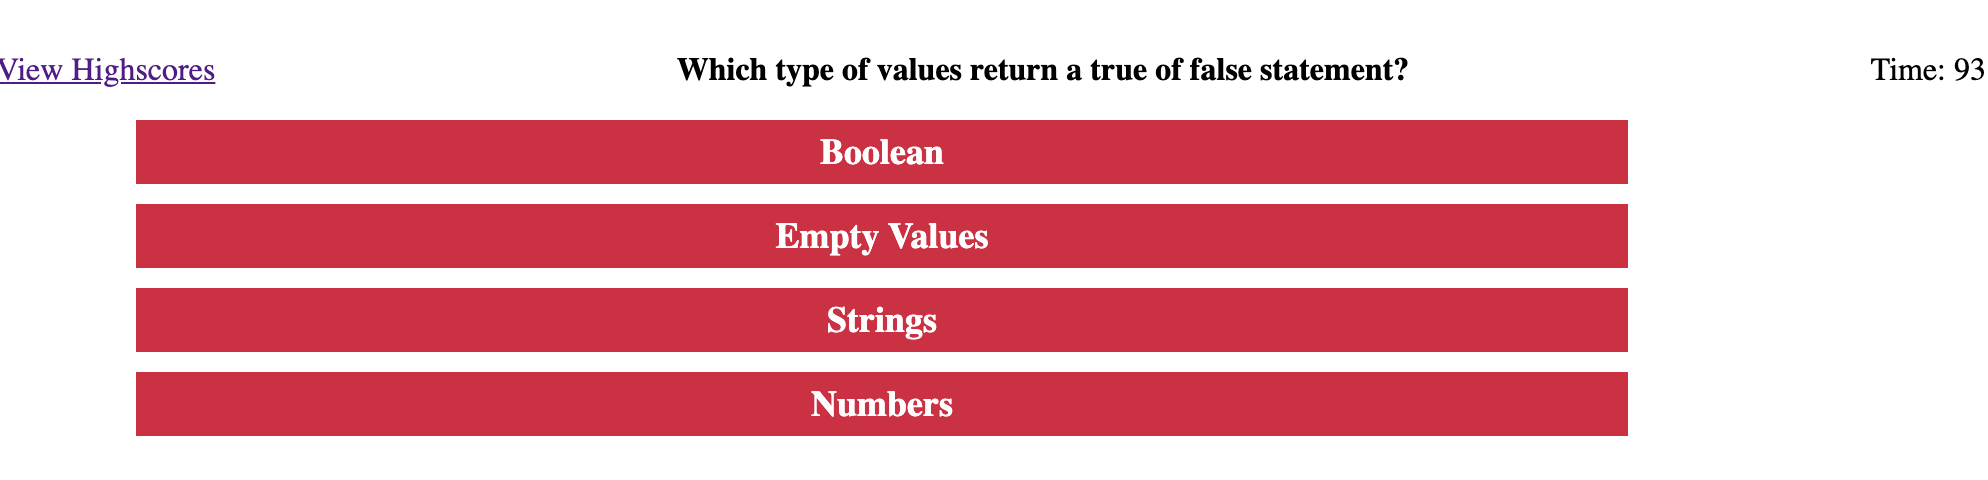 View Highscores
Which type of values return a true of false statement?
Time: 93
Boolean
Empty Values
Strings
Numbers